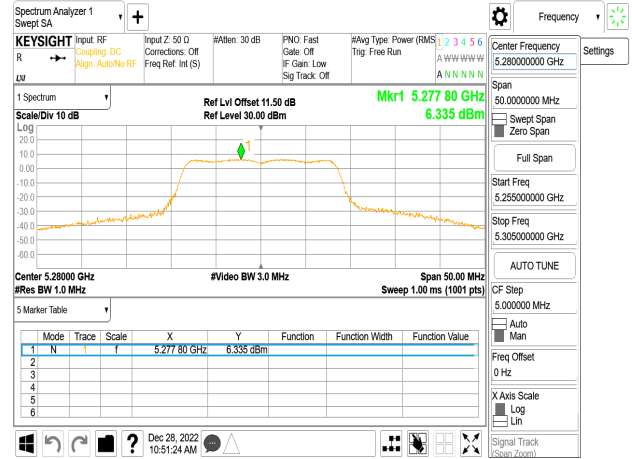 Spectrum Analyzer 1
Swept SA
Frequency
KEYSIGHT
R
Input: RF
Coupling: DC
Align: Auto/No RF
Input Z: 50 Ω
Corrections: Off
Freq Ref: Int (S)
#Atten: 30 dB
PNO: Fast
Gate: Off
IF Gain: Low
Sig Track: Off
#Avg Type: Power (RMS
Trig: Free Run
1 2 3 4 5 6
A W W W W W
A N N N N N
1 Spectrum
Scale/Div 10 dB
Ref Lvl Offset 11.50 dB
Ref Level 30.00 dBm
Mkr1 5.277 80 GHz
6.335 dBm
Log
20.0
10.0
0.00
-10.0
-20.0
-30.0
-40.0
-50.0
-60.0
1
Center 5.28000 GHz
#Res BW 1.0 MHz
#Video BW 3.0 MHz
Span 50.00 MHz
Sweep 1.00 ms (1001 pts)
5 Marker Table
Mode Trace Scale X Y Function Function Width Function Value
1 N 1 f 5.277 80 GHz 6.335 dBm
2
3
4
5
6
Dec 28, 2022
10:51:24 AM
Center Frequency
5.280000000 GHz
Settings
Span
50.0000000 MHz
Swept Span
Zero Span
Full Span
Start Freq
5.255000000 GHz
Stop Freq
5.305000000 GHz
AUTO TUNE
CF Step
5.000000 MHz
Auto
Man
Freq Offset
0 Hz
X Axis Scale
Log
Lin
Signal Track
(Span Zoom)